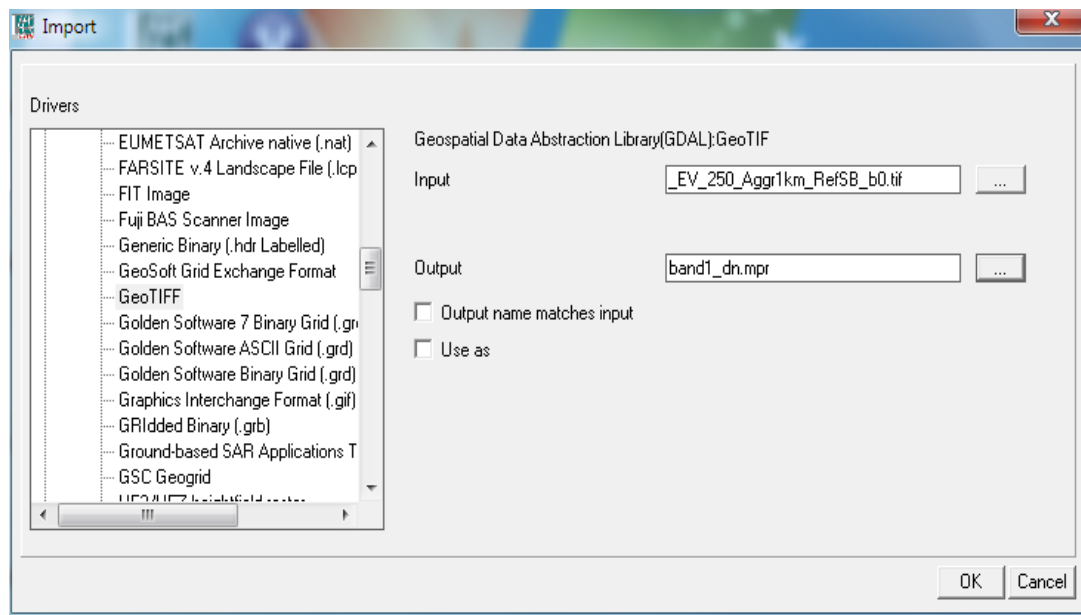 Import
Drivers
EUMETSAT Archive native (.nat)
FARSITE v.4 Landscape File (.lcp
FIT Image
Fuji BAS Scanner Image
Generic Binary (.hdr Labelled)
GeoSoft Grid Exchange Format
GeoTIFF
Golden Software 7 Binary Grid (.gr
Golden Software ASCII Grid (.grd)
Golden Software Binary Grid (.grd)
Graphics Interchange Format (.gif)
GRIdded Binary (.grb)
Ground-based SAR Applications T
GSC Geogrid
Geospatial Data Abstraction Library(GDAL):GeoTIF
Input
_EV_250_Aggr1km_RefSB_b0.tif
...
Output
band1_dn.mpr
...
Output name matches input
Use as
OK
Cancel